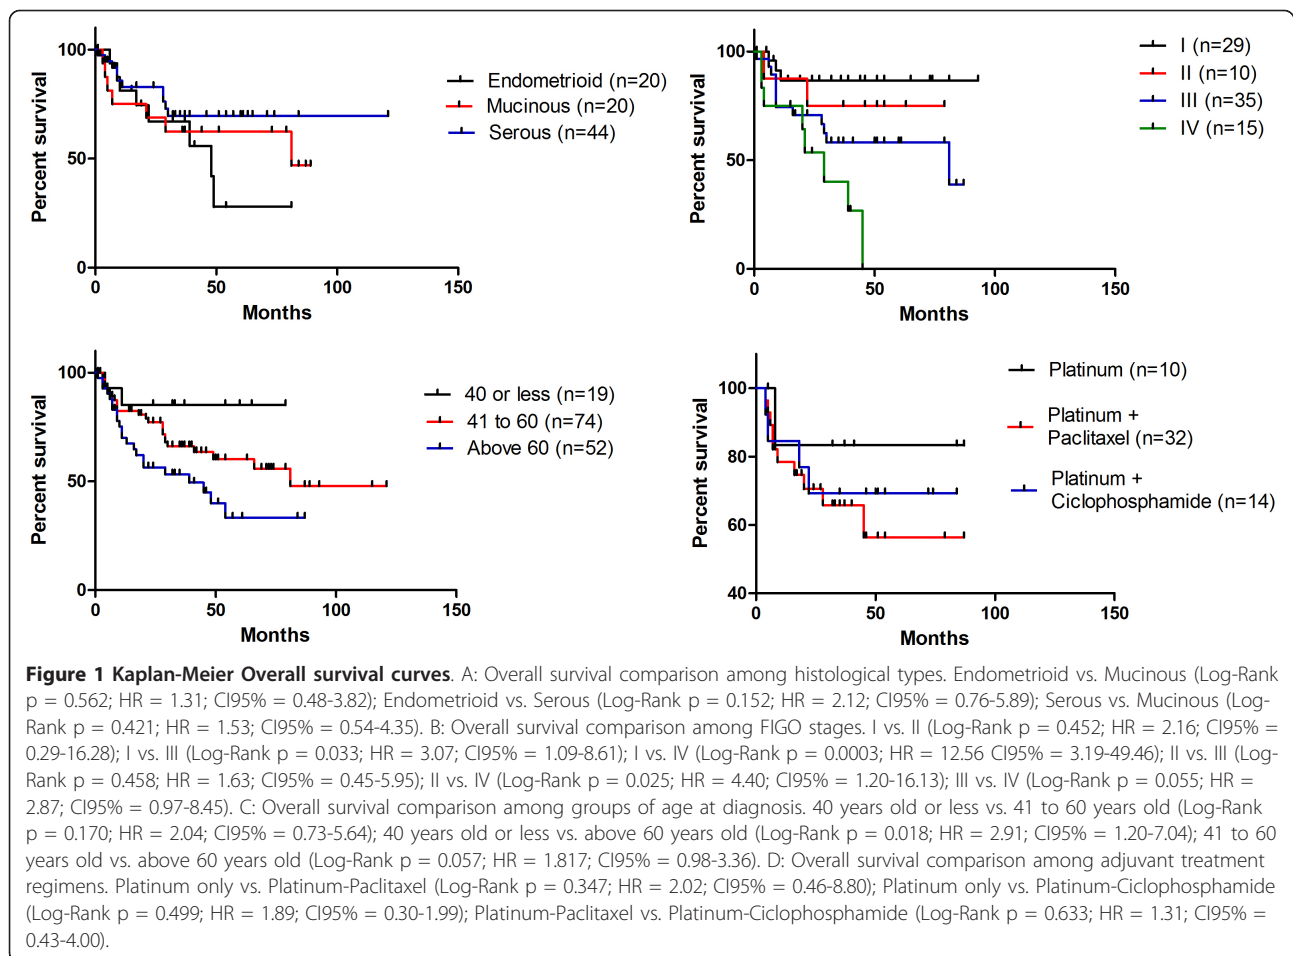 100
50
0
Percent survival
0
50
100
150
Months
Endometrioid (n=20)
Mucinous (n=20)
Serous (n=44)
100
50
0
Percent survival
0
50
100
150
Months
I (n=29)
II (n=10)
III (n=35)
IV (n=15)
100
50
0
Percent survival
0
50
100
150
Months
40 or less (n=19)
41 to 60 (n=74)
Above 60 (n=52)
100
80
60
40
Percent survival
0
50
100
150
Months
Platinum (n=10)
Platinum +
Paclitaxel (n=32)
Platinum +
Ciclophosphamide (n=14)
Figure 1 Kaplan-Meier Overall survival curves. A: Overall survival comparison among histological types. Endometrioid vs. Mucinous (Log-Rank
p = 0.562; HR = 1.31; CI95% = 0.48-3.82); Endometrioid vs. Serous (Log-Rank p = 0.152; HR = 2.12; CI95% = 0.76-5.89); Serous vs. Mucinous (Log-
Rank p = 0.421; HR = 1.53; CI95% = 0.54-4.35). B: Overall survival comparison among FIGO stages. I vs. II (Log-Rank p = 0.452; HR = 2.16; CI95% =
0.29-16.28); I vs. III (Log-Rank p = 0.033; HR = 3.07; CI95% = 1.09-8.61); I vs. IV (Log-Rank p = 0.0003; HR = 12.56 CI95% = 3.19-49.46); II vs. III (Log-
Rank p = 0.458; HR = 1.63; CI95% = 0.45-5.95); II vs. IV (Log-Rank p = 0.025; HR = 4.40; CI95% = 1.20-16.13); III vs. IV (Log-Rank p = 0.055; HR =
2.87; CI95% = 0.97-8.45). C: Overall survival comparison among groups of age at diagnosis. 40 years old or less vs. 41 to 60 years old (Log-Rank
p = 0.170; HR = 2.04; CI95% = 0.73-5.64); 40 years old or less vs. above 60 years old (Log-Rank p = 0.018; HR = 2.91; CI95% = 1.20-7.04); 41 to 60
years old vs. above 60 years old (Log-Rank p = 0.057; HR = 1.817; CI95% = 0.98-3.36). D: Overall survival comparison among adjuvant treatment
regimens. Platinum only vs. Platinum-Paclitaxel (Log-Rank p = 0.347; HR = 2.02; CI95% = 0.46-8.80); Platinum only vs. Platinum-Ciclophosphamide
(Log-Rank p = 0.499; HR = 1.89; CI95% = 0.30-1.99); Platinum-Paclitaxel vs. Platinum-Ciclophosphamide (Log-Rank p = 0.633; HR = 1.31; CI95% =
0.43-4.00).